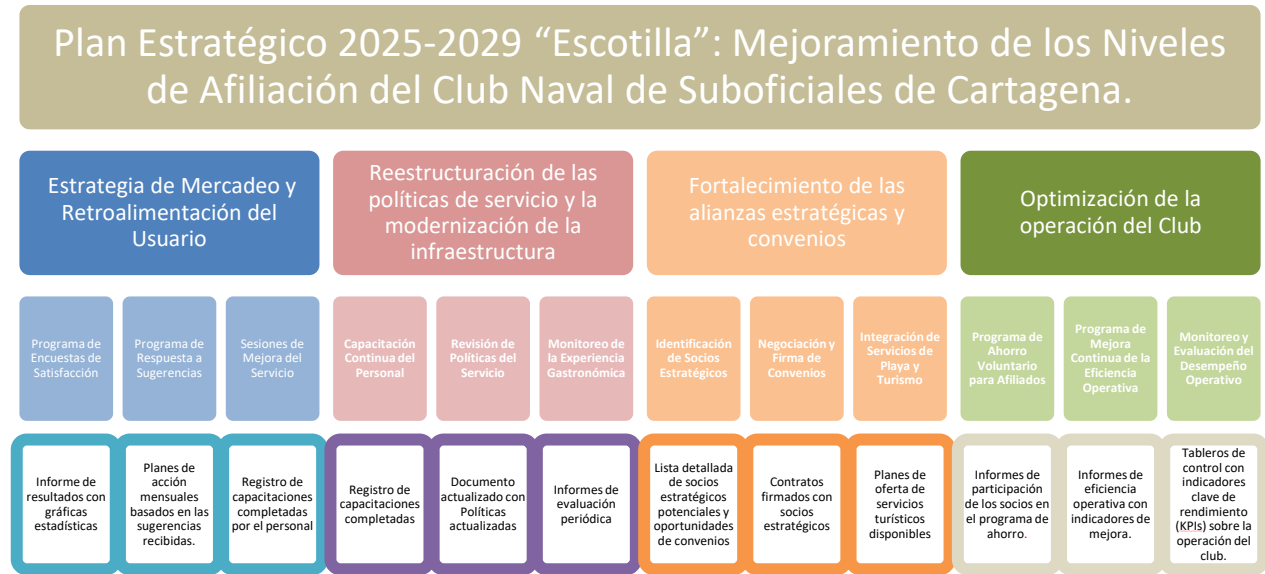 Plan Estratégico 2025-2029 “Escotilla”: Mejoramiento de los Niveles
de Afiliación del Club Naval de Suboficiales de Cartagena.
Estrategia de Mercadeo y
Retroalimentación del
Usuario
Reestructuración de las
políticas de servicio y la
modernización de la
infraestructura
Fortalecimiento de las
alianzas estratégicas y
convenios
Optimización de la
operación del Club
Programa de
Encuestas de
Satisfacción
Programa de
Respuesta a
Sugerencias
Sesiones de
Mejora del
Servicio
Capacitación
Continua del
Personal
Revisión de
Políticas del
Servicio
Monitoreo de
la Experiencia
Gastronómica
Identificación
de Socios
Estratégicos
Negociación y
Firma de
Convenios
Integración de
Servicios de
Playa y
Turismo
Programa de
Ahorro
Voluntario
para Afiliados
Programa de
Mejora
Continua de la
Eficiencia
Operativa
Monitoreo y
Evaluación del
Desempeño
Operativo
Informe de
resultados con
gráficas
estadísticas
Planes de
acción
mensuales
basados en las
sugerencias
recibidas.
Registro de
capacitaciones
completadas
por el personal
Registro de
capacitaciones
completadas
Documento
actualizado con
Políticas
actualizadas
Informes de
evaluación
periódica
Lista detallada
de socios
estratégicos
potenciales y
oportunidades
de convenios
Contratos
firmados con
socios
estratégicos
Planes de
oferta de
servicios
turísticos
disponibles
Informes de
participación
de los socios en
el programa de
ahorro.
Informes de
eficiencia
operativa con
indicadores de
mejora.
Tableros de
control con
indicadores
clave de
rendimiento
(KPIs) sobre la
operación del
club.